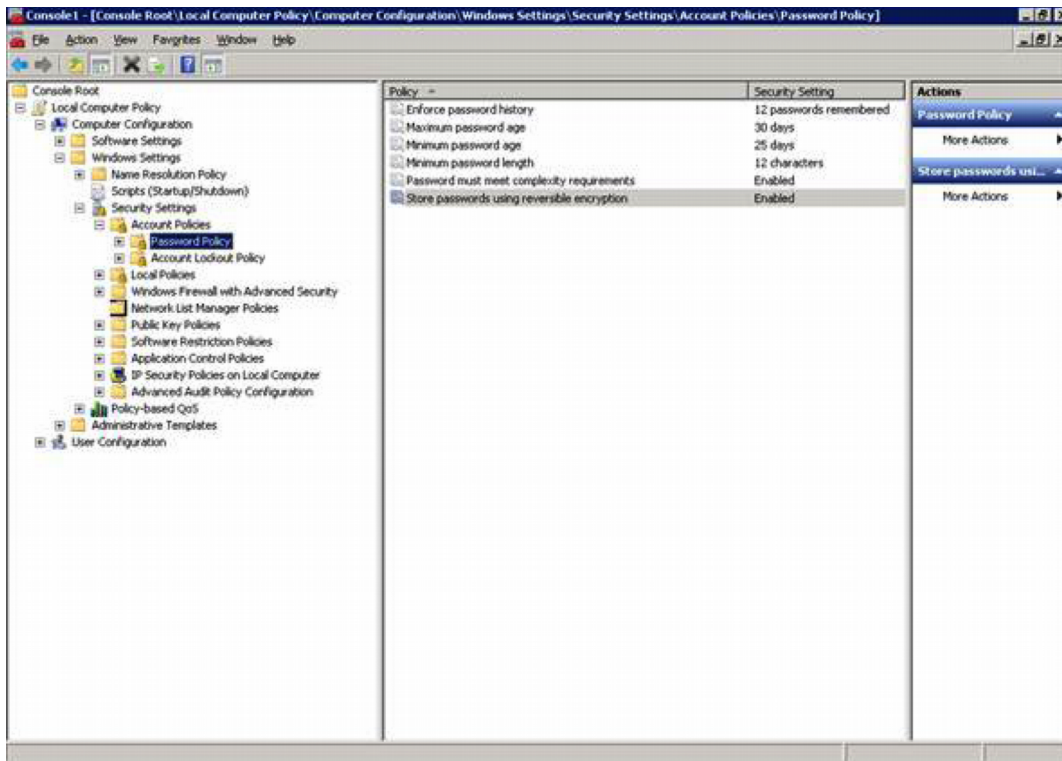 Console1 - [Console Root\Local Computer Policy\Computer Configuration\Windows Settings\Security Settings\Account Policies\Password Policy]
File Action View Favorites Window Help
Console Root
Local Computer Policy
Computer Configuration
Software Settings
Windows Settings
Name Resolution Policy
Scripts (Startup/Shutdown)
Security Settings
Account Policies
Password Policy
Account Lockout Policy
Local Policies
Windows Firewall with Advanced Security
Network List Manager Policies
Public Key Policies
Software Restriction Policies
Application Control Policies
IP Security Policies on Local Computer
Advanced Audit Policy Configuration
Policy-based QoS
Administrative Templates
User Configuration
Policy Security Setting
Enforce password history 12 passwords remembered
Maximum password age 30 days
Minimum password age 25 days
Minimum password length 12 characters
Password must meet complexity requirements Enabled
Store passwords using reversible encryption Enabled
Actions
Password Policy
More Actions
Store passwords usi...
More Actions